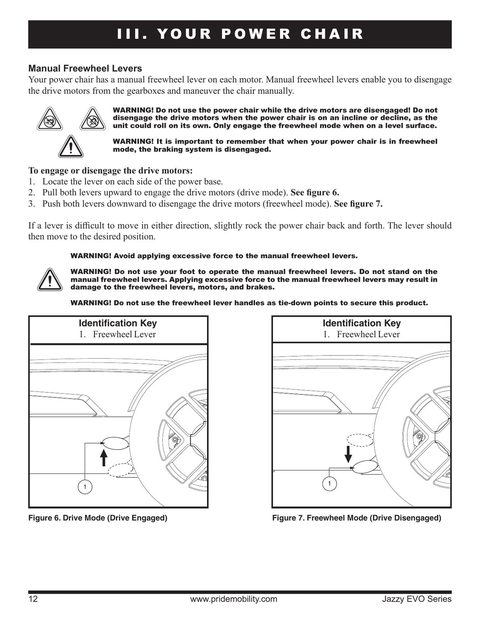 III. YOUR POWER CHAIR
Manual Freewheel Levers
Your power chair has a manual freewheel lever on each motor. Manual freewheel levers enable you to disengage
the drive motors from the gearboxes and maneuver the chair manually.
WARNING! Do not use the power chair while the drive motors are disengaged! Do not
disengage the drive motors when the power chair is on an incline or decline, as the
unit could roll on its own. Only engage the freewheel mode when on a level surface.
WARNING! It is important to remember that when your power chair is in freewheel
mode, the braking system is disengaged.
To engage or disengage the drive motors:
1. Locate the lever on each side of the power base.
2. Pull both levers upward to engage the drive motors (drive mode). See figure 6.
3. Push both levers downward to disengage the drive motors (freewheel mode). See figure 7.
If a lever is difficult to move in either direction, slightly rock the power chair back and forth. The lever should
then move to the desired position.
WARNING! Avoid applying excessive force to the manual freewheel levers.
WARNING! Do not use your foot to operate the manual freewheel levers. Do not stand on the
manual freewheel levers. Applying excessive force to the manual freewheel levers may result in
damage to the freewheel levers, motors, and brakes.
WARNING! Do not use the freewheel lever handles as tie-down points to secure this product.
Identification Key
1. Freewheel Lever
1
Figure 6. Drive Mode (Drive Engaged)
Identification Key
1. Freewheel Lever
1
Figure 7. Freewheel Mode (Drive Disengaged)
12
www.pridemobility.com
Jazzy EVO Series